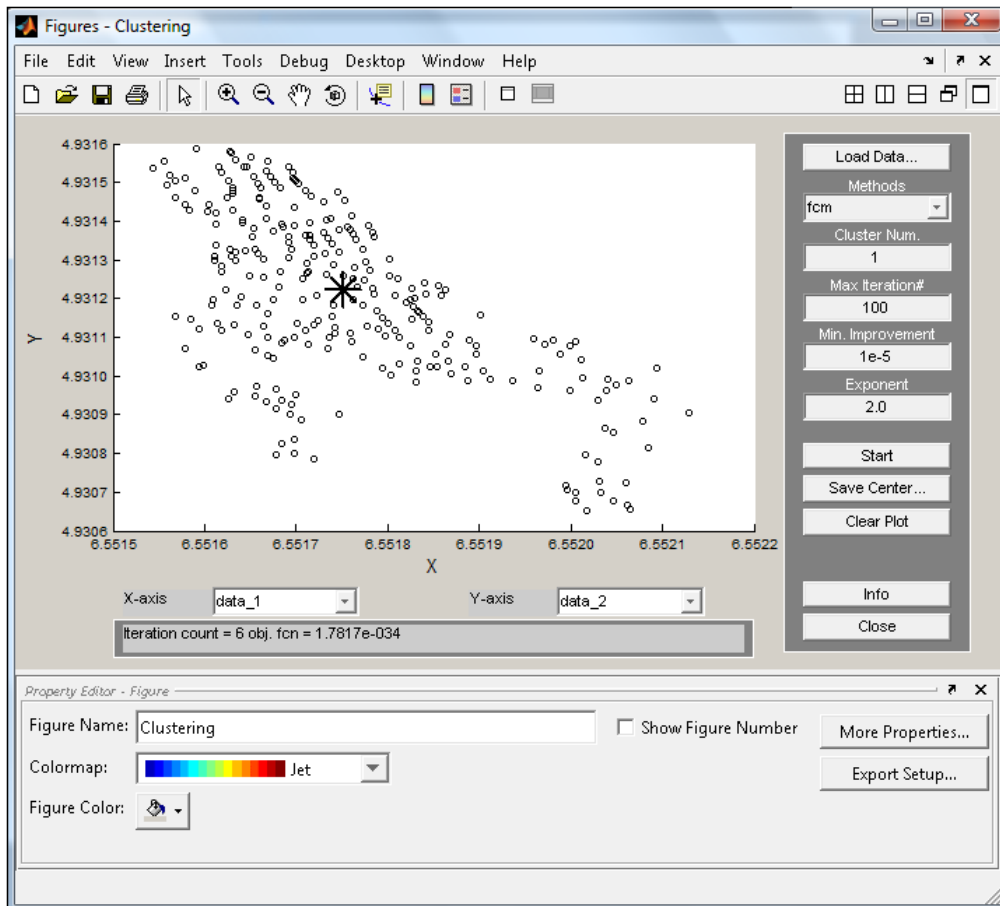 Figures - Clustering
File Edit View Insert Tools Debug Desktop Window Help
4.9316
4.9315
4.9314
4.9313
4.9312
4.9311
4.9310
4.9309
4.9308
4.9307
4.9306
Y
6.5515 6.5516 6.5517 6.5518 6.5519 6.5520 6.5521 6.5522
X
Load Data...
Methods
fcm
Cluster Num.
1
Max Iteration#
100
Min. Improvement
1e-5
Exponent
2.0
Start
Save Center...
Clear Plot
Info
Close
X-axis data_1 Y-axis data_2
Iteration count = 6 obj. fcn = 1.7817e-034
Property Editor - Figure
Figure Name: Clustering Show Figure Number More Properties...
Colormap: Jet Export Setup...
Figure Color: